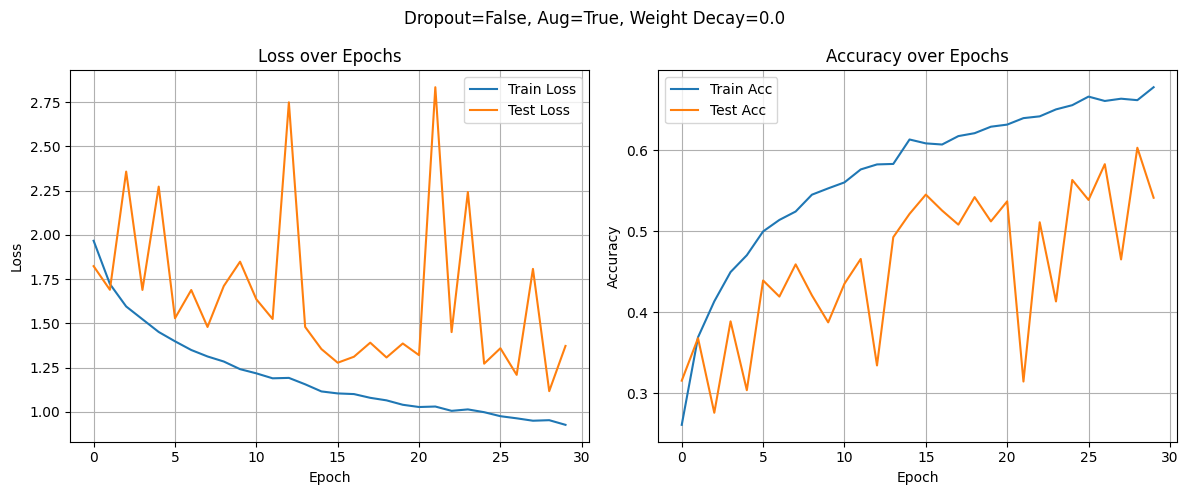 Dropout=False, Aug=True, Weight Decay=0.0
Loss over Epochs
Train Loss
Test Loss
2.75
2.50
2.25
2.00
1.75
1.50
1.25
1.00
Loss
0 5 10 15 20 25 30
Epoch
Accuracy over Epochs
Train Acc
Test Acc
0.6
0.5
0.4
0.3
Accuracy
0 5 10 15 20 25 30
Epoch